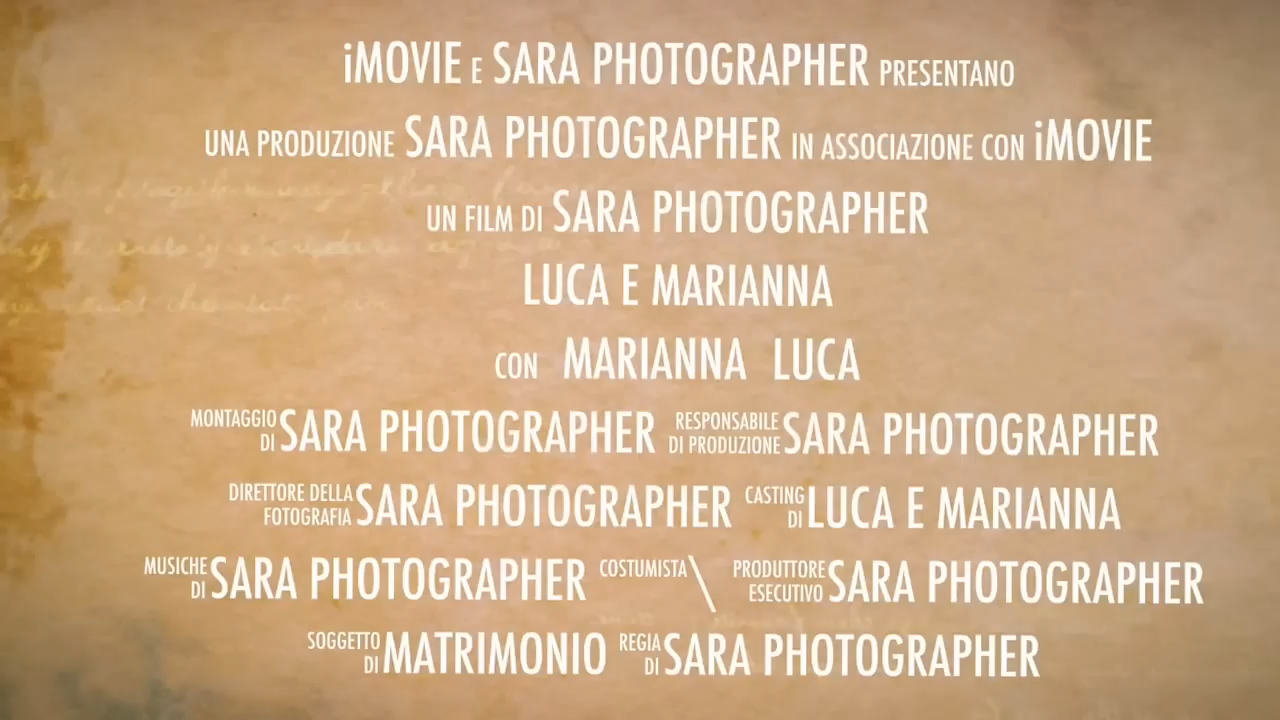 iMOVIE E SARA PHOTOGRAPHER PRESENTANO
UNA PRODUZIONE SARA PHOTOGRAPHER IN ASSOCIAZIONE CON iMOVIE
UN FILM DI SARA PHOTOGRAPHER
LUCA E MARIANNA
CON MARIANNA LUCA
MONTAGGIO DI SARA PHOTOGRAPHER RESPONSABILE DI PRODUZIONE SARA PHOTOGRAPHER
DIRETTORE DELLA FOTOGRAFIA SARA PHOTOGRAPHER CASTING DI LUCA E MARIANNA
MUSICHE DI SARA PHOTOGRAPHER COSTUMISTA \ PRODUTTORE ESECUTIVO SARA PHOTOGRAPHER
SOGGETTO DI MATRIMONIO REGIA DI SARA PHOTOGRAPHER